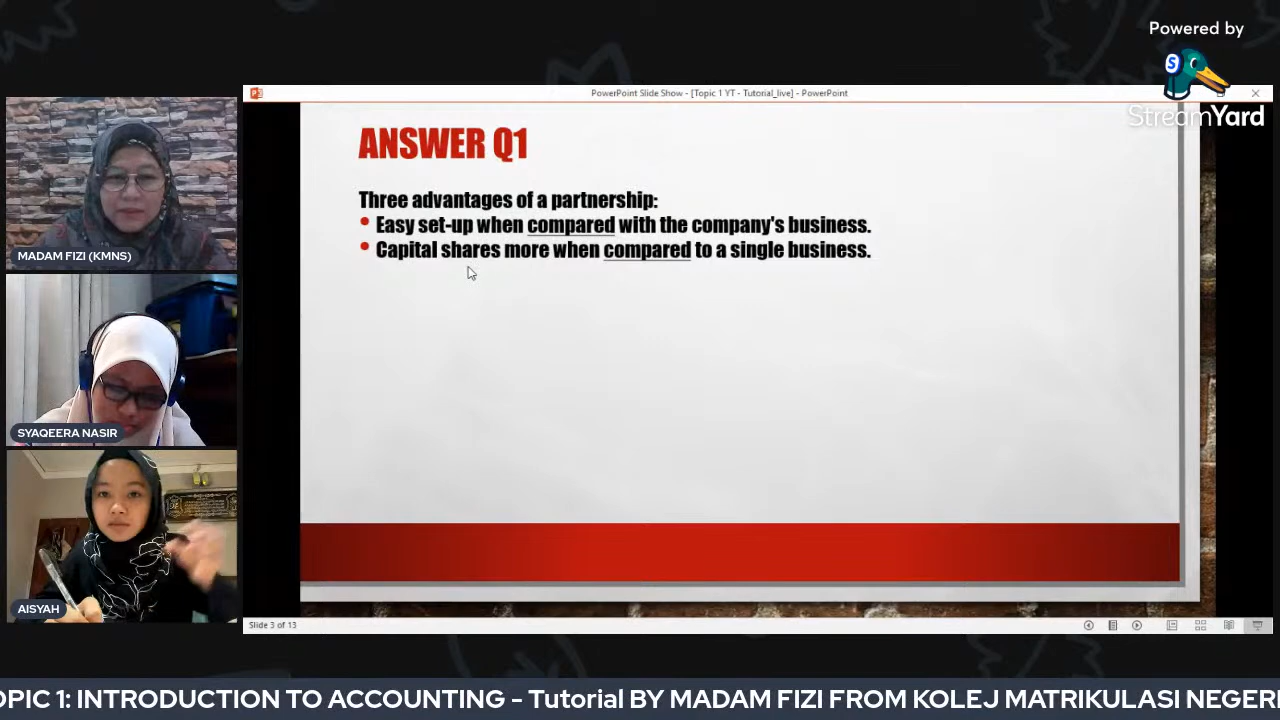 Powered by
StreamYard
PowerPoint Slide Show - [Topic 1 YT - Tutorial_live] - PowerPoint
ANSWER Q1
Three advantages of a partnership:
• Easy set-up when compared with the company's business.
• Capital shares more when compared to a single business.
MADAM FIZI (KMNS)
SYAQEERA NASIR
AISYAH
Slide 3 of 13
OPIC 1: INTRODUCTION TO ACCOUNTING - Tutorial BY MADAM FIZI FROM KOLEJ MATRIKULASI NEGERI